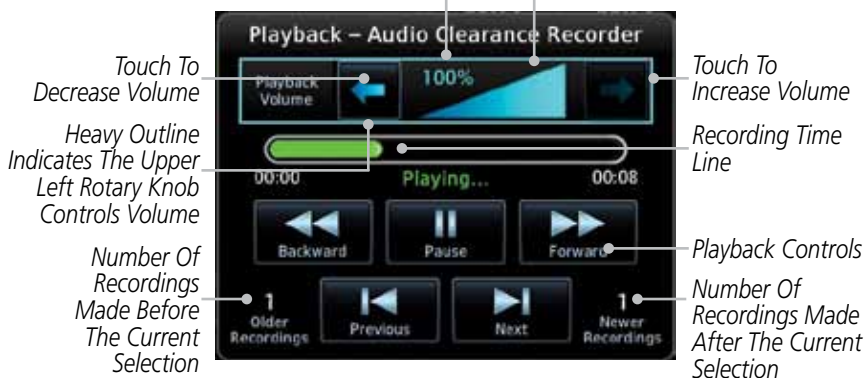 Playback – Audio Clearance Recorder
Touch To
Decrease Volume
Playback
Volume
100%
Touch To
Increase Volume
Heavy Outline
Indicates The Upper
Left Rotary Knob
Controls Volume
Recording Time
Line
00:00
Playing...
00:08
Backward
Pause
Forward
Playback Controls
Number Of
Recordings
Made Before
The Current
Selection
1
Older
Recordings
Previous
Next
1
Newer
Recordings
Number Of
Recordings Made
After The Current
Selection